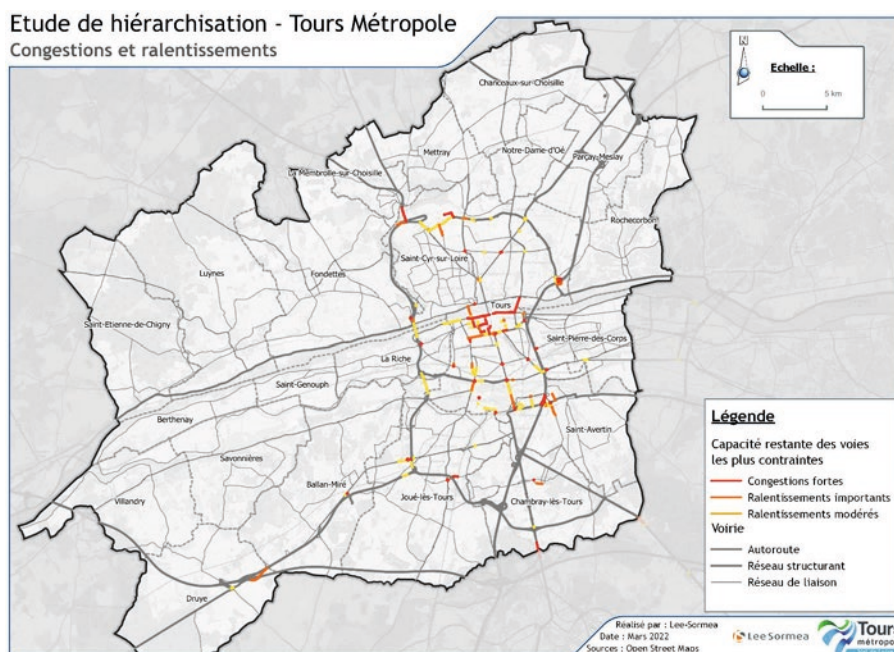 Etude de hiérarchisation - Tours Métropole
Congestions et ralentissements
N
Echelle :
0 5 km
Chanceaux-sur-Choisille
Mettray
Notre-Dame-d'Oé
Parçay-Meslay
La Membrolle-sur-Choisille
Rochecorbon
Saint-Cyr-sur-Loire
Luynes
Fondettes
Tours
Saint-Etienne-de-Chigny
Saint-Pierre-des-Corps
La Riche
Saint-Genouph
Berthenay
Saint-Avertin
Savonnières
Ballan-Miré
Villandry
Joué-lès-Tours
Chambray-lès-Tours
Druye
Légende
Capacité restante des voies
les plus contraintes
Congestions fortes
Ralentissements importants
Ralentissements modérés
Voirie
Autoroute
Réseau structurant
Réseau de liaison
Réalisé par : Lee-Sormea
Date : Mars 2022
Sources : Open Street Maps
LeeSormea
Tours